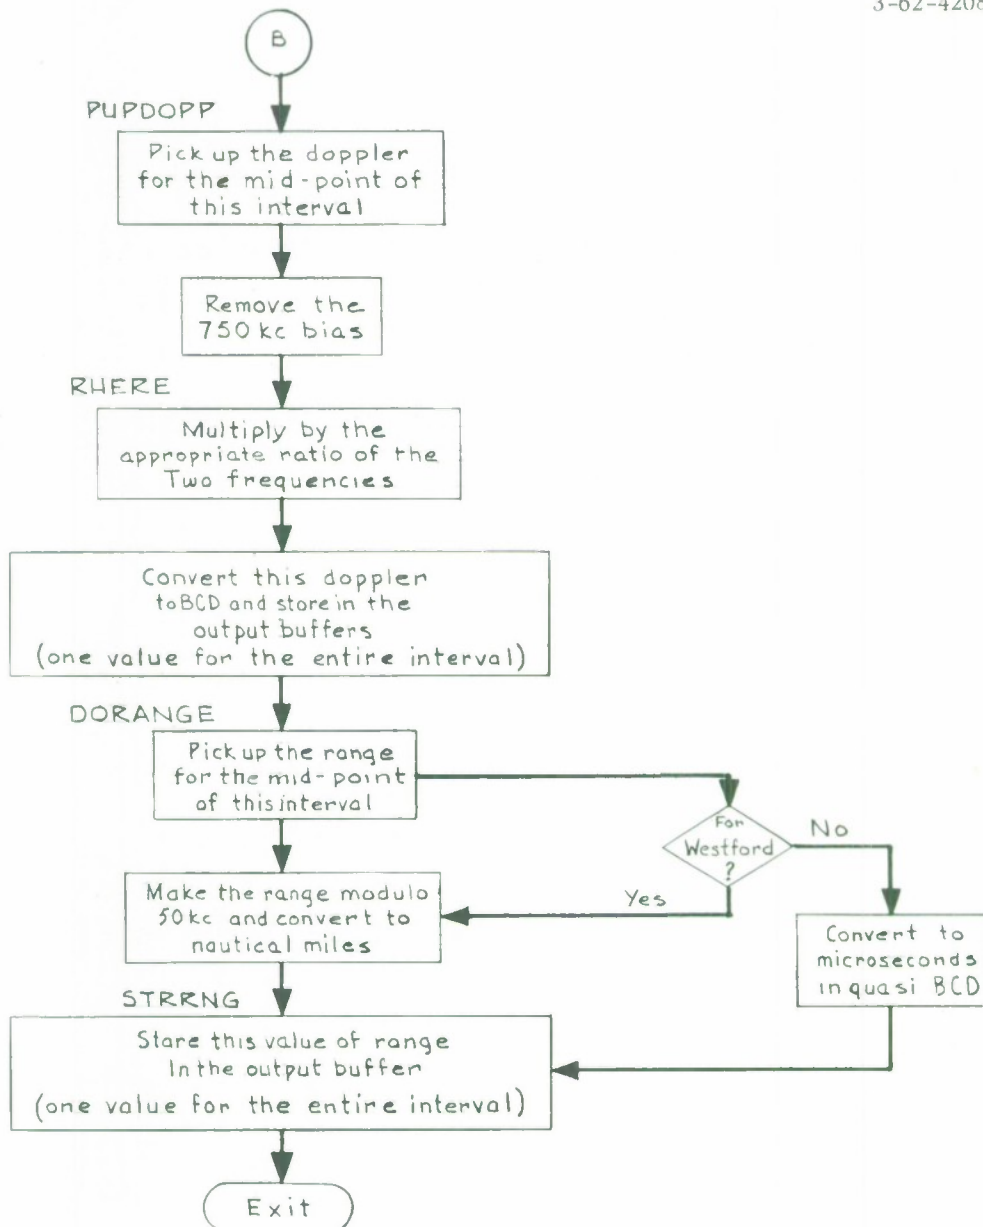 3-62-4208
B
PUPDOPP
Pick up the doppler
for the mid-point of
this interval
Remove the
750 kc bias
RHERE
Multiply by the
appropriate ratio of the
Two frequencies
Convert this doppler
to BCD and store in the
output buffers
(one value for the entire interval)
DORANGE
Pick up the range
for the mid-point
of this interval
For
Westford
?
No
Yes
Make the range modulo
50 kc and convert to
nautical miles
Convert to
microseconds
in quasi BCD
STRRNG
Store this value of range
In the output buffer
(one value for the entire interval)
Exit